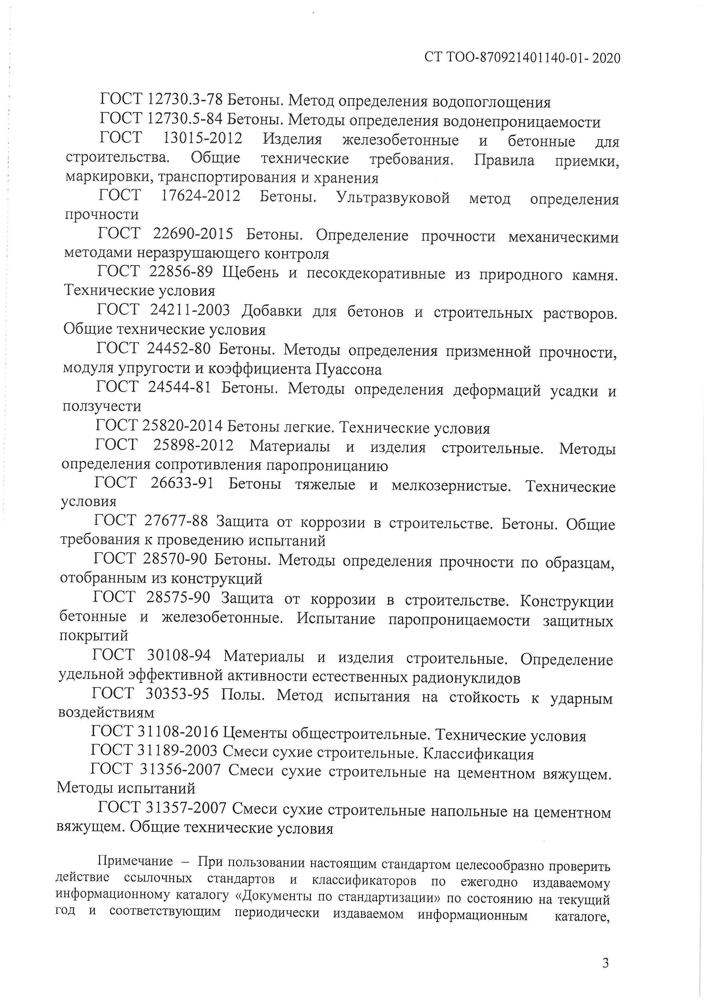 СТ ТОО-870921401140-01- 2020
ГОСТ 12730.3-78 Бетоны. Метод определения водопоглощения
ГОСТ 12730.5-84 Бетоны. Методы определения водонепроницаемости
ГОСТ 13015-2012 Изделия железобетонные и бетонные для
строительства. Общие технические требования. Правила приемки,
маркировки, транспортирования и хранения
ГОСТ 17624-2012 Бетоны. Ультразвуковой метод определения
прочности
ГОСТ 22690-2015 Бетоны. Определение прочности механическими
методами неразрушающего контроля
ГОСТ 22856-89 Щебень и песокдекоративные из природного камня.
Технические условия
ГОСТ 24211-2003 Добавки для бетонов и строительных растворов.
Общие технические условия
ГОСТ 24452-80 Бетоны. Методы определения призменной прочности,
модуля упругости и коэффициента Пуассона
ГОСТ 24544-81 Бетоны. Методы определения деформаций усадки и
ползучести
ГОСТ 25820-2014 Бетоны легкие. Технические условия
ГОСТ 25898-2012 Материалы и изделия строительные. Методы
определения сопротивления паропроницанию
ГОСТ 26633-91 Бетоны тяжелые и мелкозернистые. Технические
условия
ГОСТ 27677-88 Защита от коррозии в строительстве. Бетоны. Общие
требования к проведению испытаний
ГОСТ 28570-90 Бетоны. Методы определения прочности по образцам,
отобранным из конструкций
ГОСТ 28575-90 Защита от коррозии в строительстве. Конструкции
бетонные и железобетонные. Испытание паропроницаемости защитных
покрытий
ГОСТ 30108-94 Материалы и изделия строительные. Определение
удельной эффективной активности естественных радионуклидов
ГОСТ 30353-95 Полы. Метод испытания на стойкость к ударным
воздействиям
ГОСТ 31108-2016 Цементы общестроительные. Технические условия
ГОСТ 31189-2003 Смеси сухие строительные. Классификация
ГОСТ 31356-2007 Смеси сухие строительные на цементном вяжущем.
Методы испытаний
ГОСТ 31357-2007 Смеси сухие строительные напольные на цементном
вяжущем. Общие технические условия
Примечание – При пользовании настоящим стандартом целесообразно проверить
действие ссылочных стандартов и классификаторов по ежегодно издаваемому
информационному каталогу «Документы по стандартизации» по состоянию на текущий
год и соответствующим периодически издаваемом информационным каталоге,
3